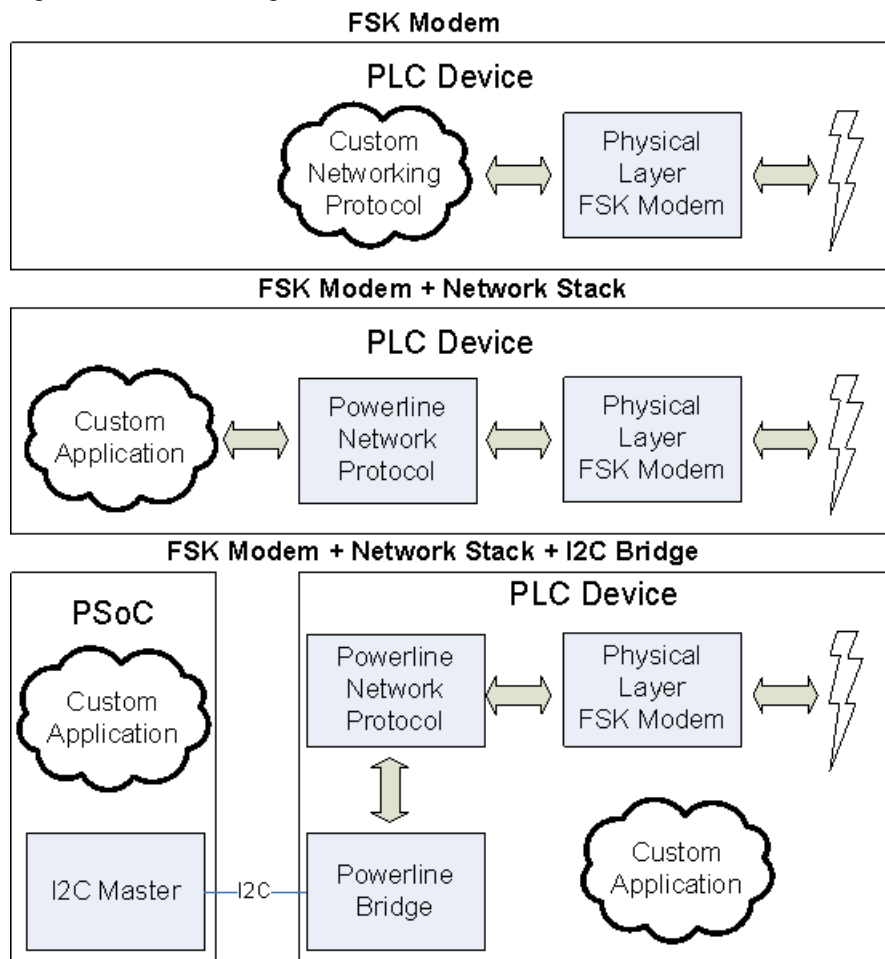 FSK Modem
PLC Device
Custom
Networking
Protocol
Physical
Layer
FSK Modem
FSK Modem + Network Stack
PLC Device
Custom
Application
Powerline
Network
Protocol
Physical
Layer
FSK Modem
FSK Modem + Network Stack + I2C Bridge
PSoC
Custom
Application
I2C Master
I2C
PLC Device
Powerline
Network
Protocol
Physical
Layer
FSK Modem
Powerline
Bridge
Custom
Application